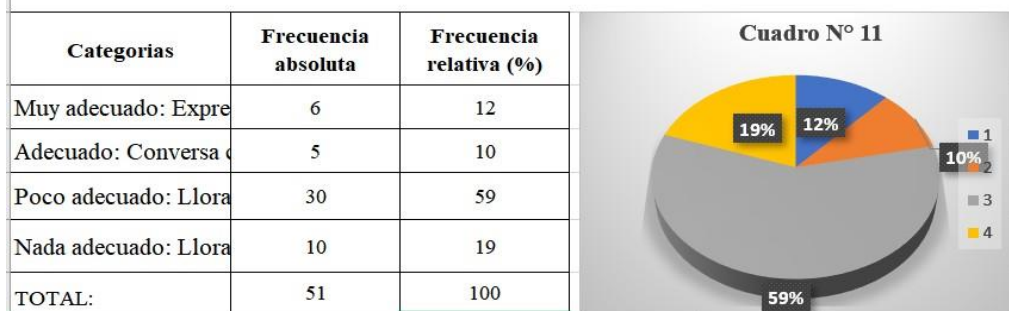 Categorias Frecuencia absoluta Frecuencia relativa (%)
Muy adecuado: Expre 6 12
Adecuado: Conversa 5 10
Poco adecuado: Llora 30 59
Nada adecuado: Llora 10 19
TOTAL: 51 100
Cuadro N° 11
19% 12%
10%
59%
1
2
3
4